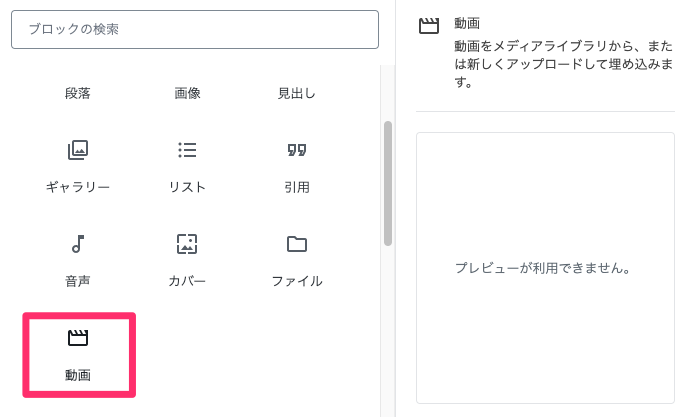 ブロックの検索
段落
画像
見出し
ギャラリー
リスト
引用
音声
カバー
ファイル
動画
動画
動画をメディアライブラリから、また
は新しくアップロードして埋め込みま
す。
プレビューが利用できません。